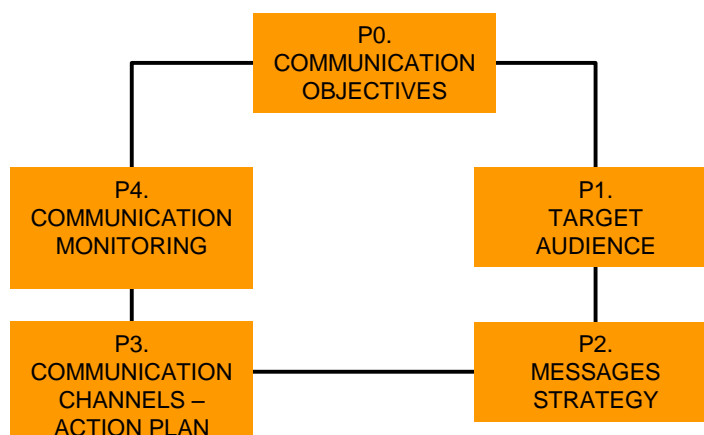 P0.
COMMUNICATION
OBJECTIVES
P1.
TARGET
AUDIENCE
P2.
MESSAGES
STRATEGY
P3.
COMMUNICATION
CHANNELS –
ACTION PLAN
P4.
COMMUNICATION
MONITORING